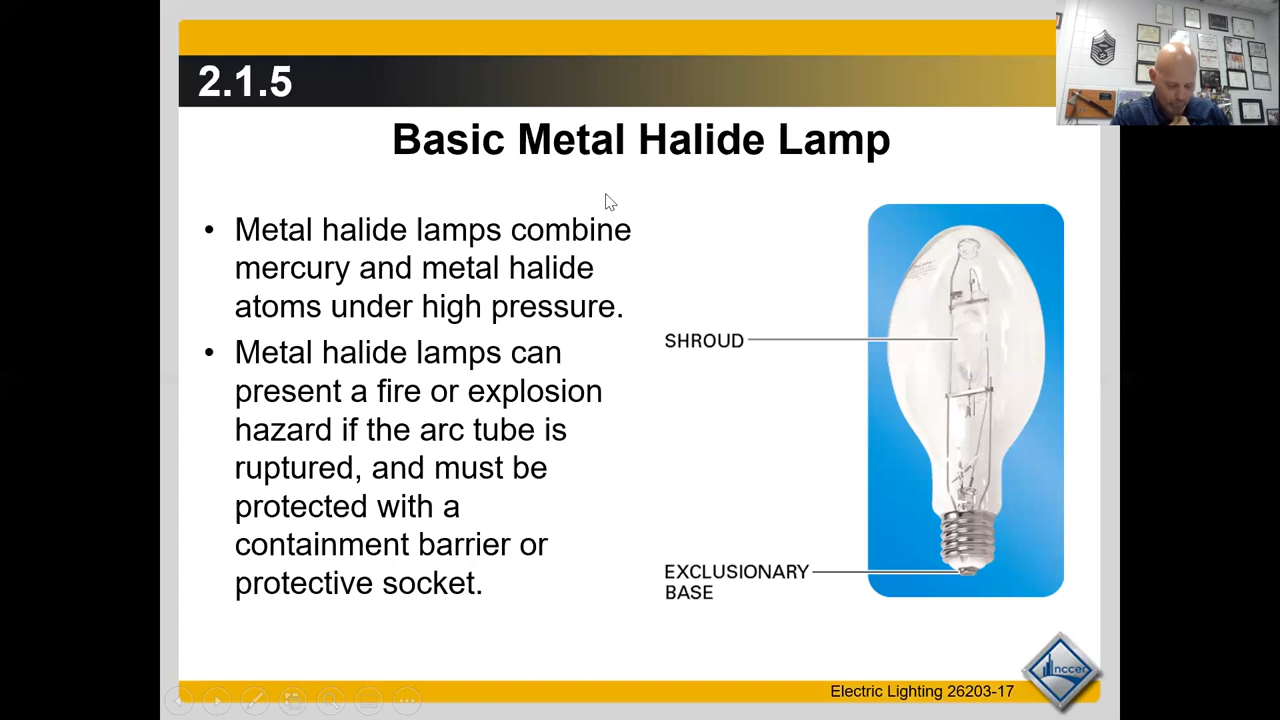 2.1.5
Basic Metal Halide Lamp
• Metal halide lamps combine
mercury and metal halide
atoms under high pressure.
• Metal halide lamps can
present a fire or explosion
hazard if the arc tube is
ruptured, and must be
protected with a
containment barrier or
protective socket.
SHROUD
EXCLUSIONARY
BASE
nccer
Electric Lighting 26203-17